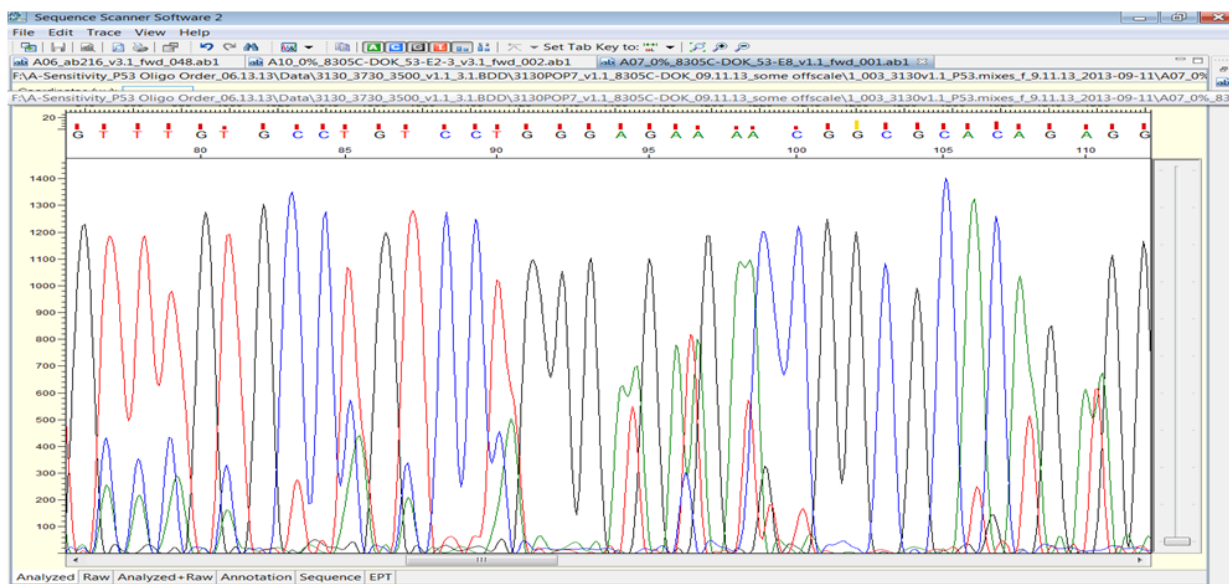 Sequence Scanner Software 2
File Edit Trace View Help
A C G T Set Tab Key to:
A06_ab216_v3.1_fwd_048.ab1 A10_0%_8305C-DOK_53-E2-3_v3.1_fwd_002.ab1 A07_0%_8305C-DOK_53-E8_v1.1_fwd_001.ab1
F:\A-Sensitivity_P53 Oligo Order_06.13.13\Data\3130_3730_3500_v1.1_3.1.BDD\3130POP7_v1.1_8305C-DOK_09.11.13_some offscale\1_003_3130v1.1_P53.mixes_f_9.11.13_2013-09-11\A07_0%
F:\A-Sensitivity_P53 Oligo Order_06.13.13\Data\3130_3730_3500_v1.1_3.1.BDD\3130POP7_v1.1_8305C-DOK_09.11.13_some offscale\1_003_3130v1.1_P53.mixes_f_9.11.13_2013-09-11\A07_0%_83
20
G T T T G T G C C T G T C C T G G G A G A A A A C G G C G C A C A G A G G
80 85 90 95 100 105 110
1400
1300
1200
1100
1000
900
800
700
600
500
400
300
200
100
Analyzed Raw Analyzed+Raw Annotation Sequence EPT